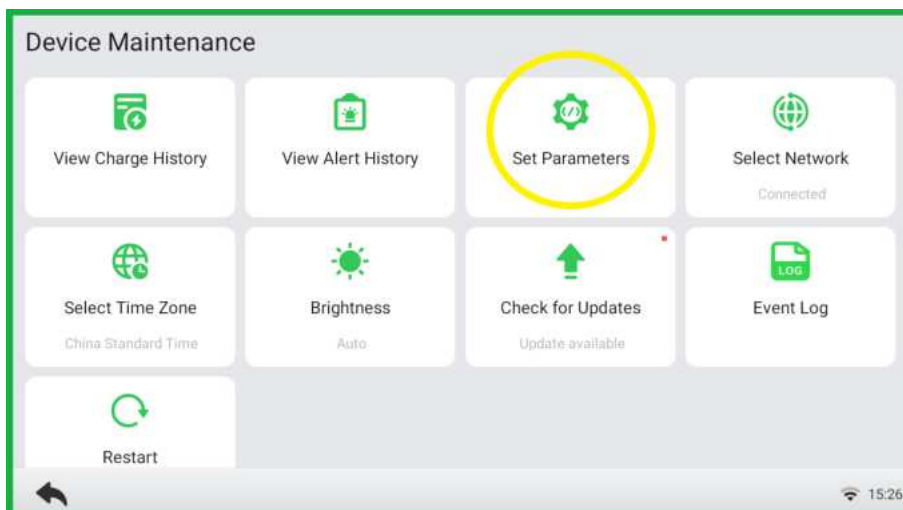 Device Maintenance
View Charge History
View Alert History
Set Parameters
Select Network
Connected
Select Time Zone
China Standard Time
Brightness
Auto
Check for Updates
Update available
LOG
Event Log
Restart
15:26